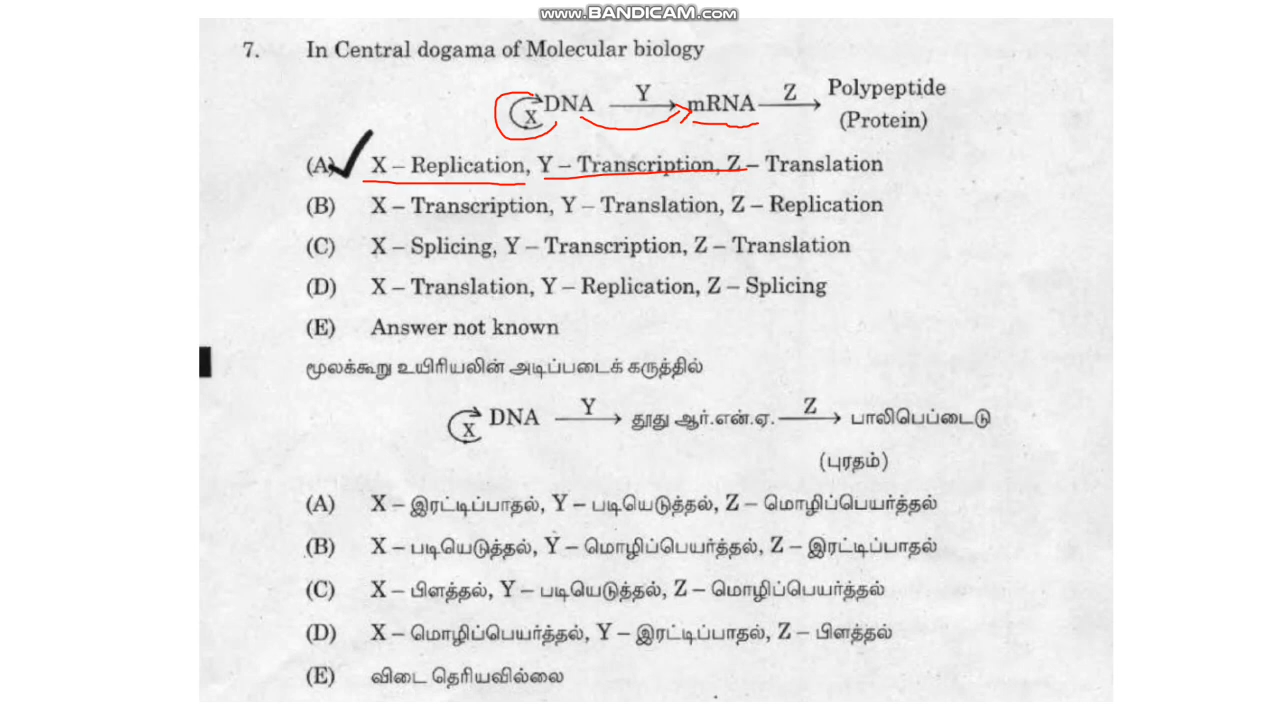 www.BANDICAM.com
7. In Central dogama of Molecular biology
X DNA Y → mRNA Z → Polypeptide
(Protein)
(A) X – Replication, Y – Transcription, Z – Translation
(B) X – Transcription, Y – Translation, Z – Replication
(C) X – Splicing, Y – Transcription, Z – Translation
(D) X – Translation, Y – Replication, Z – Splicing
(E) Answer not known
மூலக்கூறு உயிரியலின் அடிப்படைக் கருத்தில்
X DNA Y → தூது ஆர்.என்.ஏ. Z → பாலிபெப்டைடு
(புரதம்)
(A) X – இரட்டிப்பாதல், Y – படியெடுத்தல், Z – மொழிப்பெயர்த்தல்
(B) X – படியெடுத்தல், Y – மொழிப்பெயர்த்தல், Z – இரட்டிப்பாதல்
(C) X – பிளத்தல், Y – படியெடுத்தல், Z – மொழிப்பெயர்த்தல்
(D) X – மொழிப்பெயர்த்தல், Y – இரட்டிப்பாதல், Z – பிளத்தல்
(E) விடை தெரியவில்லை